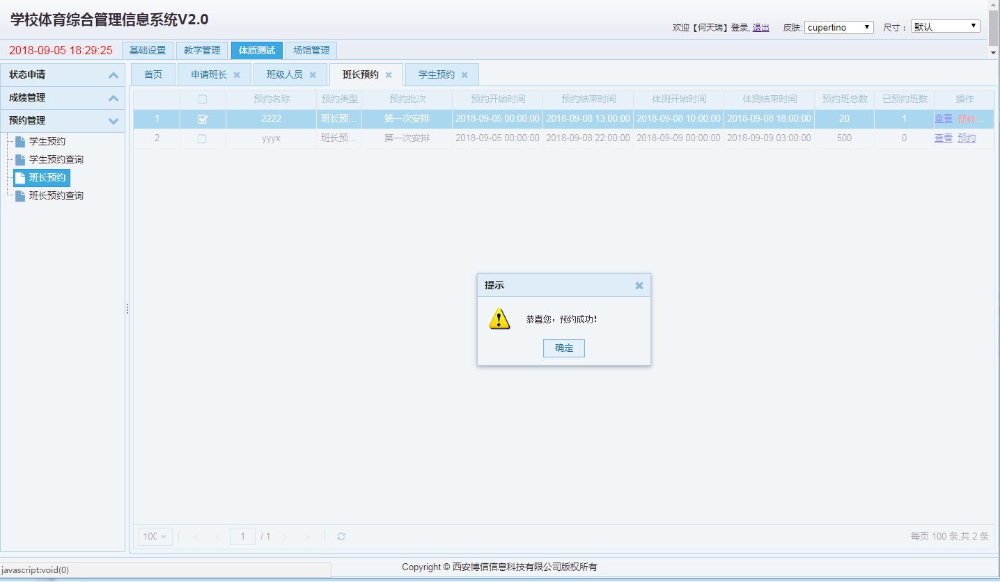 学校体育综合管理信息系统V2.0
欢迎【何天瑞】登录, 退出 皮肤: cupertino 尺寸： 默认
2018-09-05 18:29:25 基础设置 教学管理 体质测试 场馆管理
状态申请
成绩管理
预约管理
学生预约
学生预约查询
班长预约
班长预约查询
首页 申请班长 班级人员 班长预约 学生预约
预约名称 预约类型 预约批次 预约开始时间 预约结束时间 体测开始时间 体测结束时间 预约班总数 已预约班数 操作
1 2222 班长预... 第一次安排 2018-09-05 00:00:00 2018-09-08 13:00:00 2018-09-08 10:00:00 2018-09-08 18:00:00 20 1 查看 预约...
2 yyyx 班长预... 第一次安排 2018-09-05 00:00:00 2018-09-08 22:00:00 2018-09-09 00:00:00 2018-09-09 03:00:00 500 0 查看 预约
提示
恭喜您，预约成功!
确定
100 1 / 1 每页 100 条,共 2 条
Copyright © 西安博信信息科技有限公司版权所有
javascript:void(0)